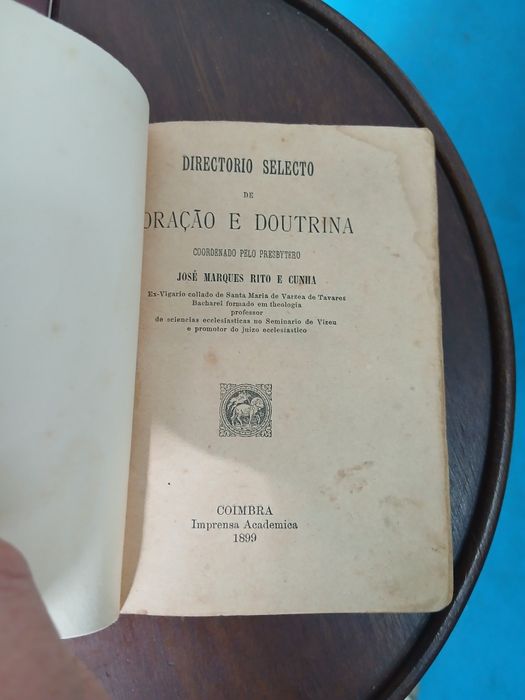 DIRECTORIO SELECTO
DE
ORAÇÃO E DOUTRINA
COORDENADO PELO PRESBYTERO
JOSÉ MARQUES RITO E CUNHA
Ex-Vigario collado de Santa Maria de Varzea de Tavares
Bacharel formado em theologia
professor
de sciencias ecclesiasticas no Seminario de Vizeu
e promotor do juizo ecclesiastico
COIMBRA
Imprensa Academica
1899